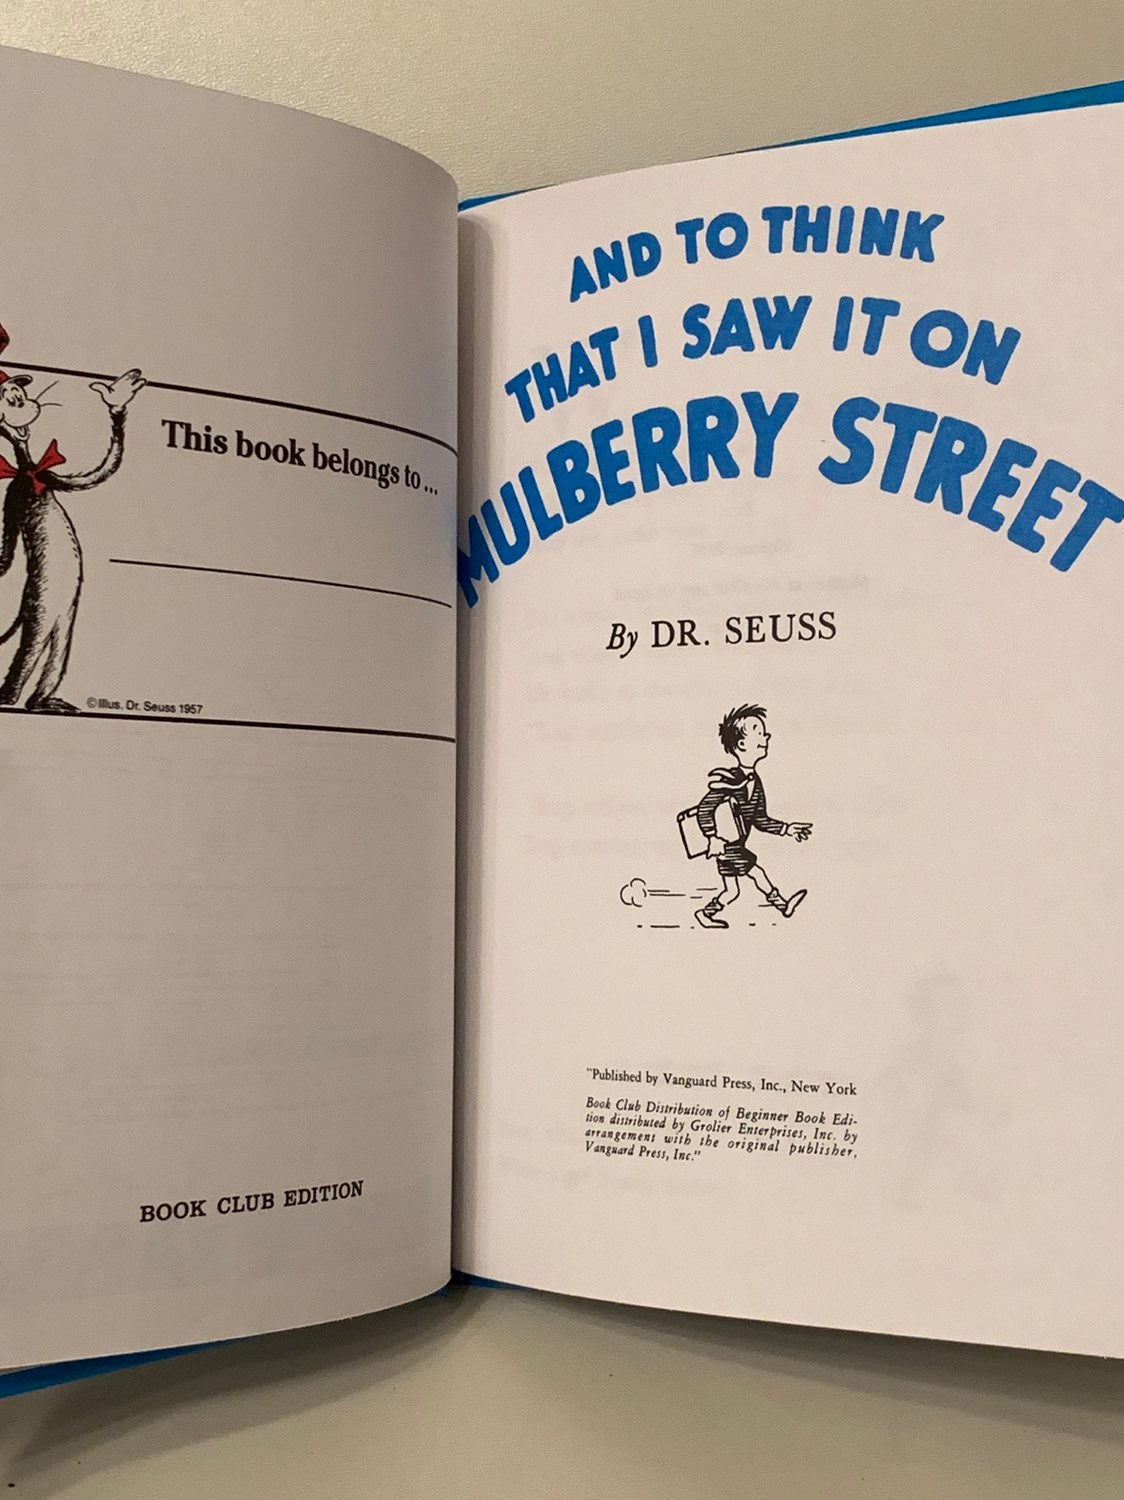 This book belongs to...
©Illus. Dr. Seuss 1957
BOOK CLUB EDITION
AND TO THINK
THAT I SAW IT ON
MULBERRY STREET
By DR. SEUSS
"Published by Vanguard Press, Inc., New York
Book Club Distribution of Beginner Book Edi-
tion distributed by Grolier Enterprises, Inc. by
arrangement with the original publisher,
Vanguard Press, Inc."